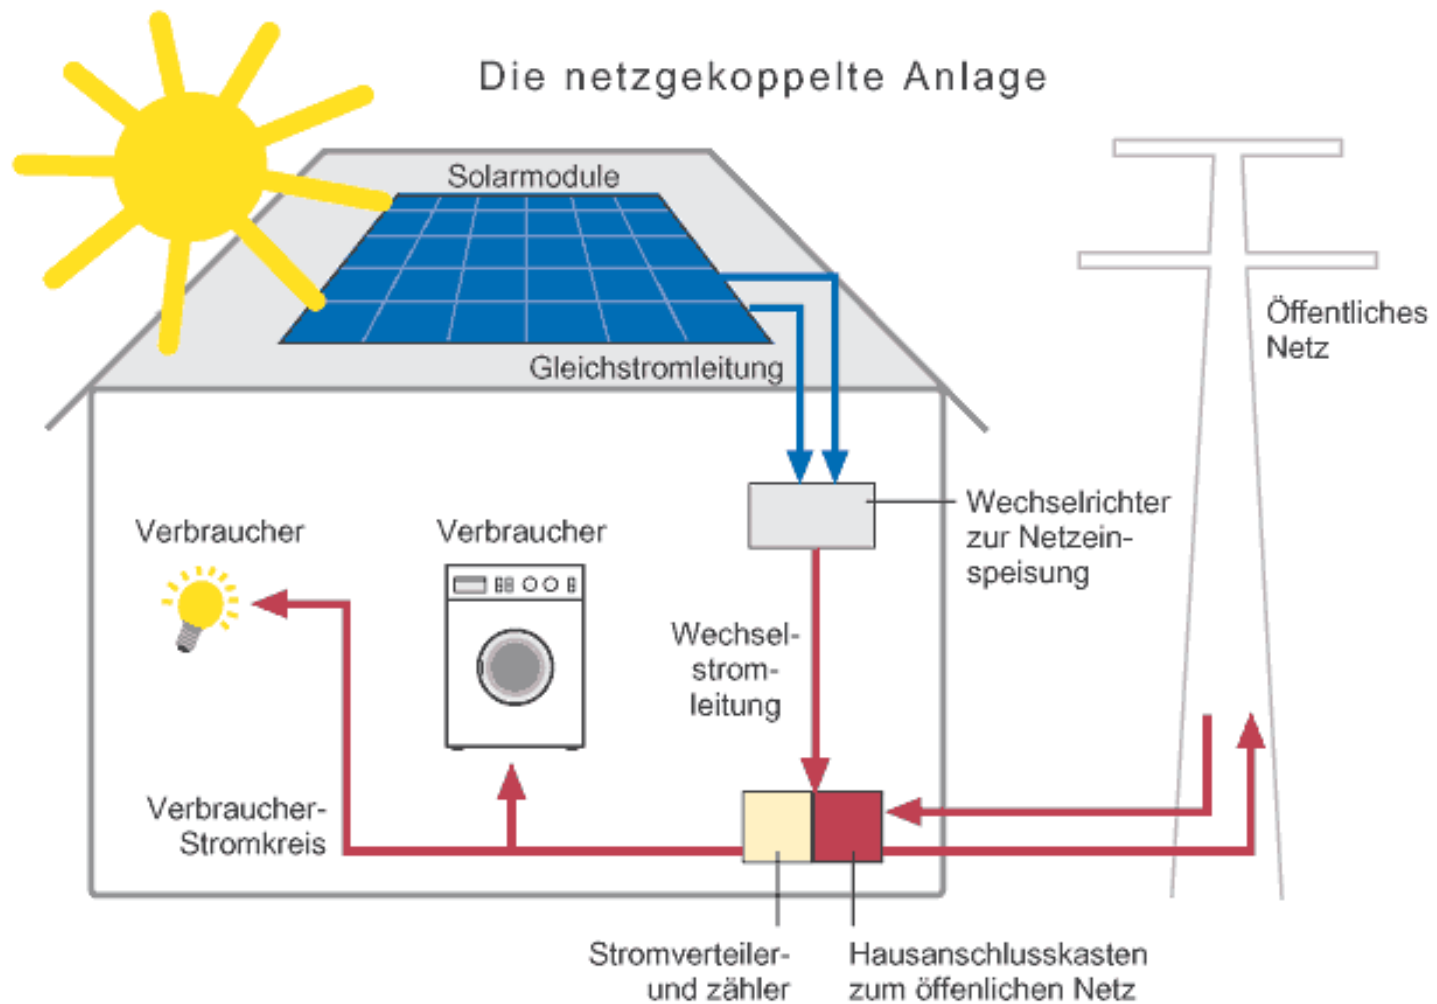 Die netzgekoppelte Anlage
Solarmodule
Gleichstromleitung
Öffentliches
Netz
Verbraucher
Verbraucher
Wechselrichter
zur Netzein-
speisung
Wechsel-
strom-
leitung
Verbraucher-
Stromkreis
Stromverteiler-
und zähler
Hausanschlusskasten
zum öffenlichen Netz